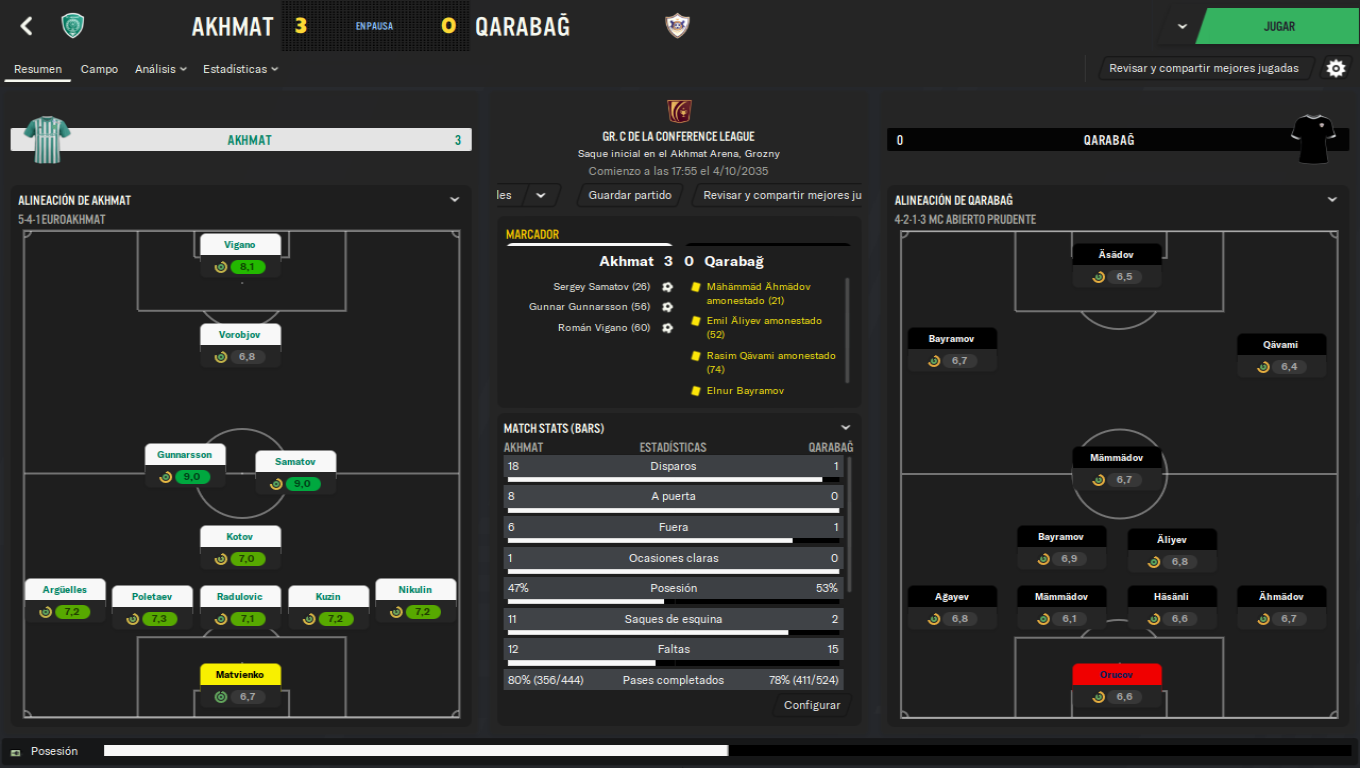 AKHMAT 3 EN PAUSA 0 QARABAĞ
JUGAR
Resumen Campo Análisis Estadísticas
Revisar y compartir mejores jugadas
AKHMAT 3
GR. C DE LA CONFERENCE LEAGUE
Saque inicial en el Akhmat Arena, Grozny
Comienzo a las 17:55 el 4/10/2035
les Guardar partido Revisar y compartir mejores ju
0 QARABAĞ
ALINEACIÓN DE AKHMAT
5-4-1 EUROAKHMAT
Vigano
8,1
Vorobjov
6,8
Gunnarsson
9,0
Samatov
9,0
Kotov
7,0
Argüelles
7,2
Poletaev
7,3
Radulovic
7,1
Kuzin
7,2
Nikulin
7,2
Matvienko
6,7
MARCADOR
Akhmat 3 0 Qarabağ
Sergey Samatov (26)
Gunnar Gunnarsson (56)
Román Vigano (60)
Mähämmäd Ähmädov
amonestado (21)
Emil Äliyev amonestado
(52)
Rasim Qävami amonestado
(74)
Elnur Bayramov
MATCH STATS (BARS)
AKHMAT ESTADÍSTICAS QARABAĞ
18 Disparos 1
8 A puerta 0
6 Fuera 1
1 Ocasiones claras 0
47% Posesión 53%
11 Saques de esquina 2
12 Faltas 15
80% (356/444) Pases completados 78% (411/524)
Configurar
ALINEACIÓN DE QARABAĞ
4-2-1-3 MC ABIERTO PRUDENTE
Äsädov
6,5
Bayramov
6,7
Qävami
6,4
Mämmädov
6,7
Bayramov
6,9
Äliyev
6,8
Ağayev
6,8
Mämmädov
6,1
Häsänli
6,6
Ähmädov
6,7
Orucov
6,6
Posesión